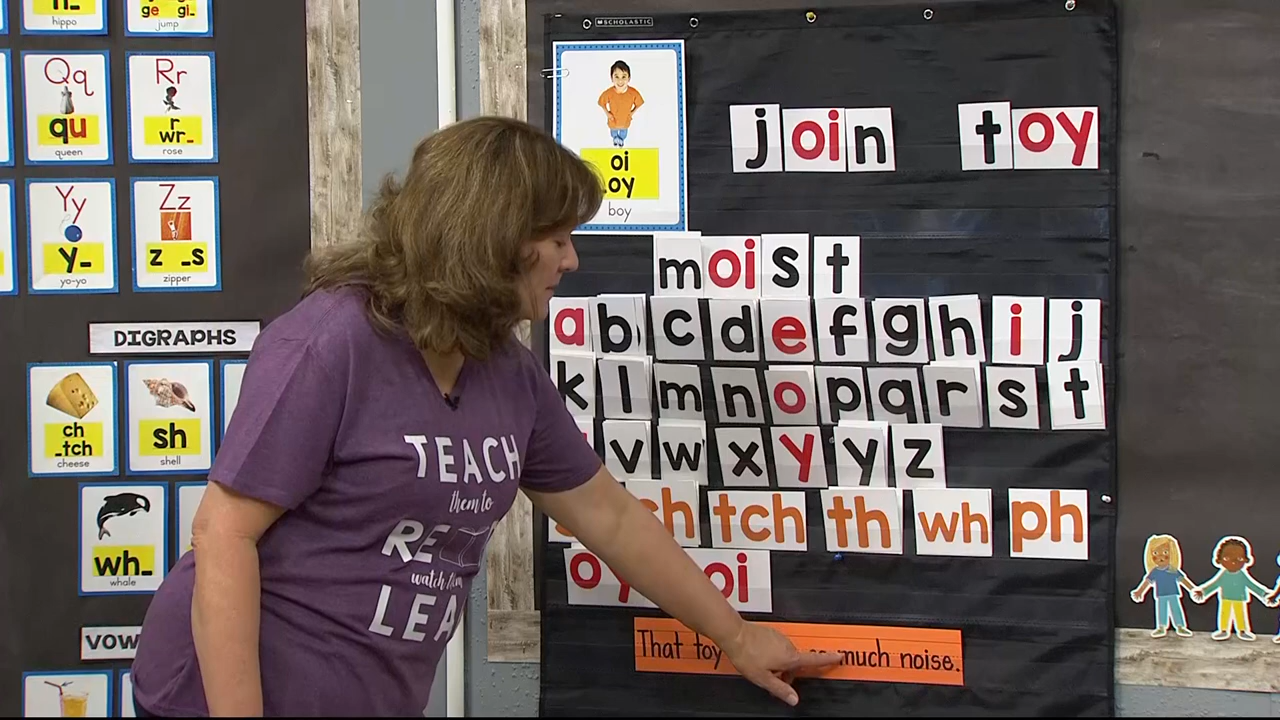 hippo
ge gi_
jump
Qq
qu
queen
Rr
r
wr_
rose
Yy
y_
yo-yo
Zz
z _s
zipper
DIGRAPHS
ch
_tch
cheese
sh
shell
wh_
whale
VOW
TEACH
them to
LEA
SCHOLASTIC
oi
oy
boy
join toy
moist
a b c d e f g h i j
k l m n o p q r s t
v w x y y z
tch th wh ph
oy oi
That toy much noise.